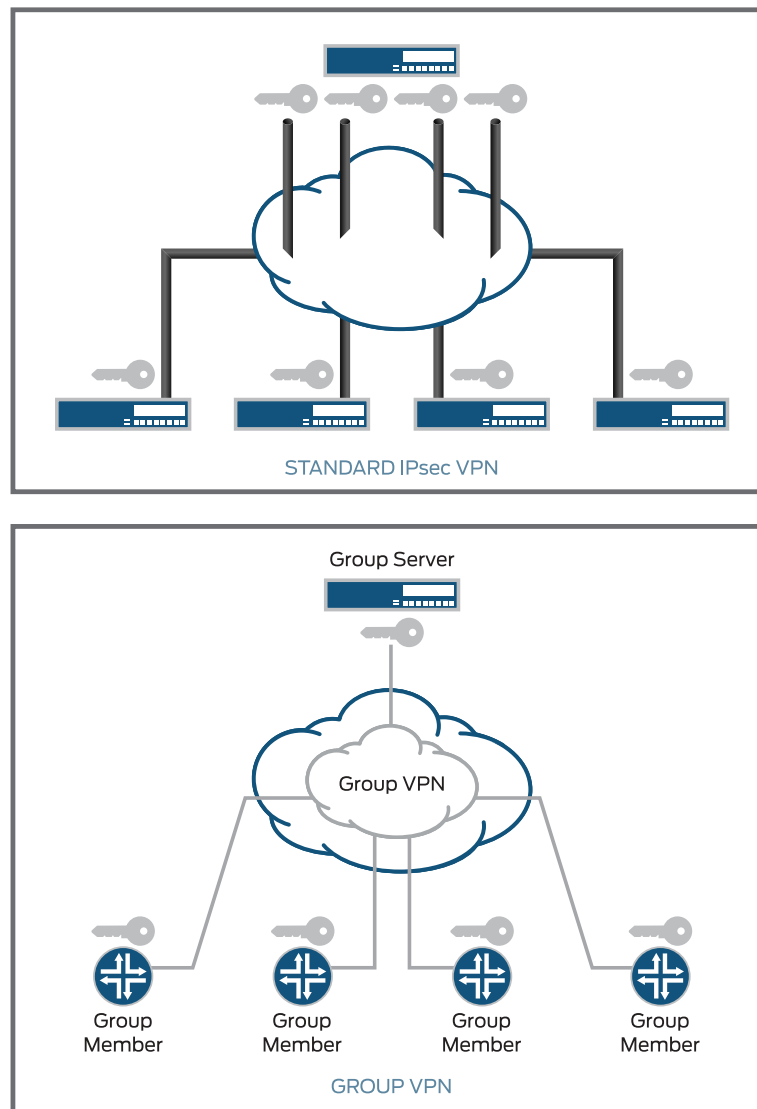 STANDARD IPsec VPN
Group Server
Group VPN
Group
Member
Group
Member
Group
Member
Group
Member
GROUP VPN